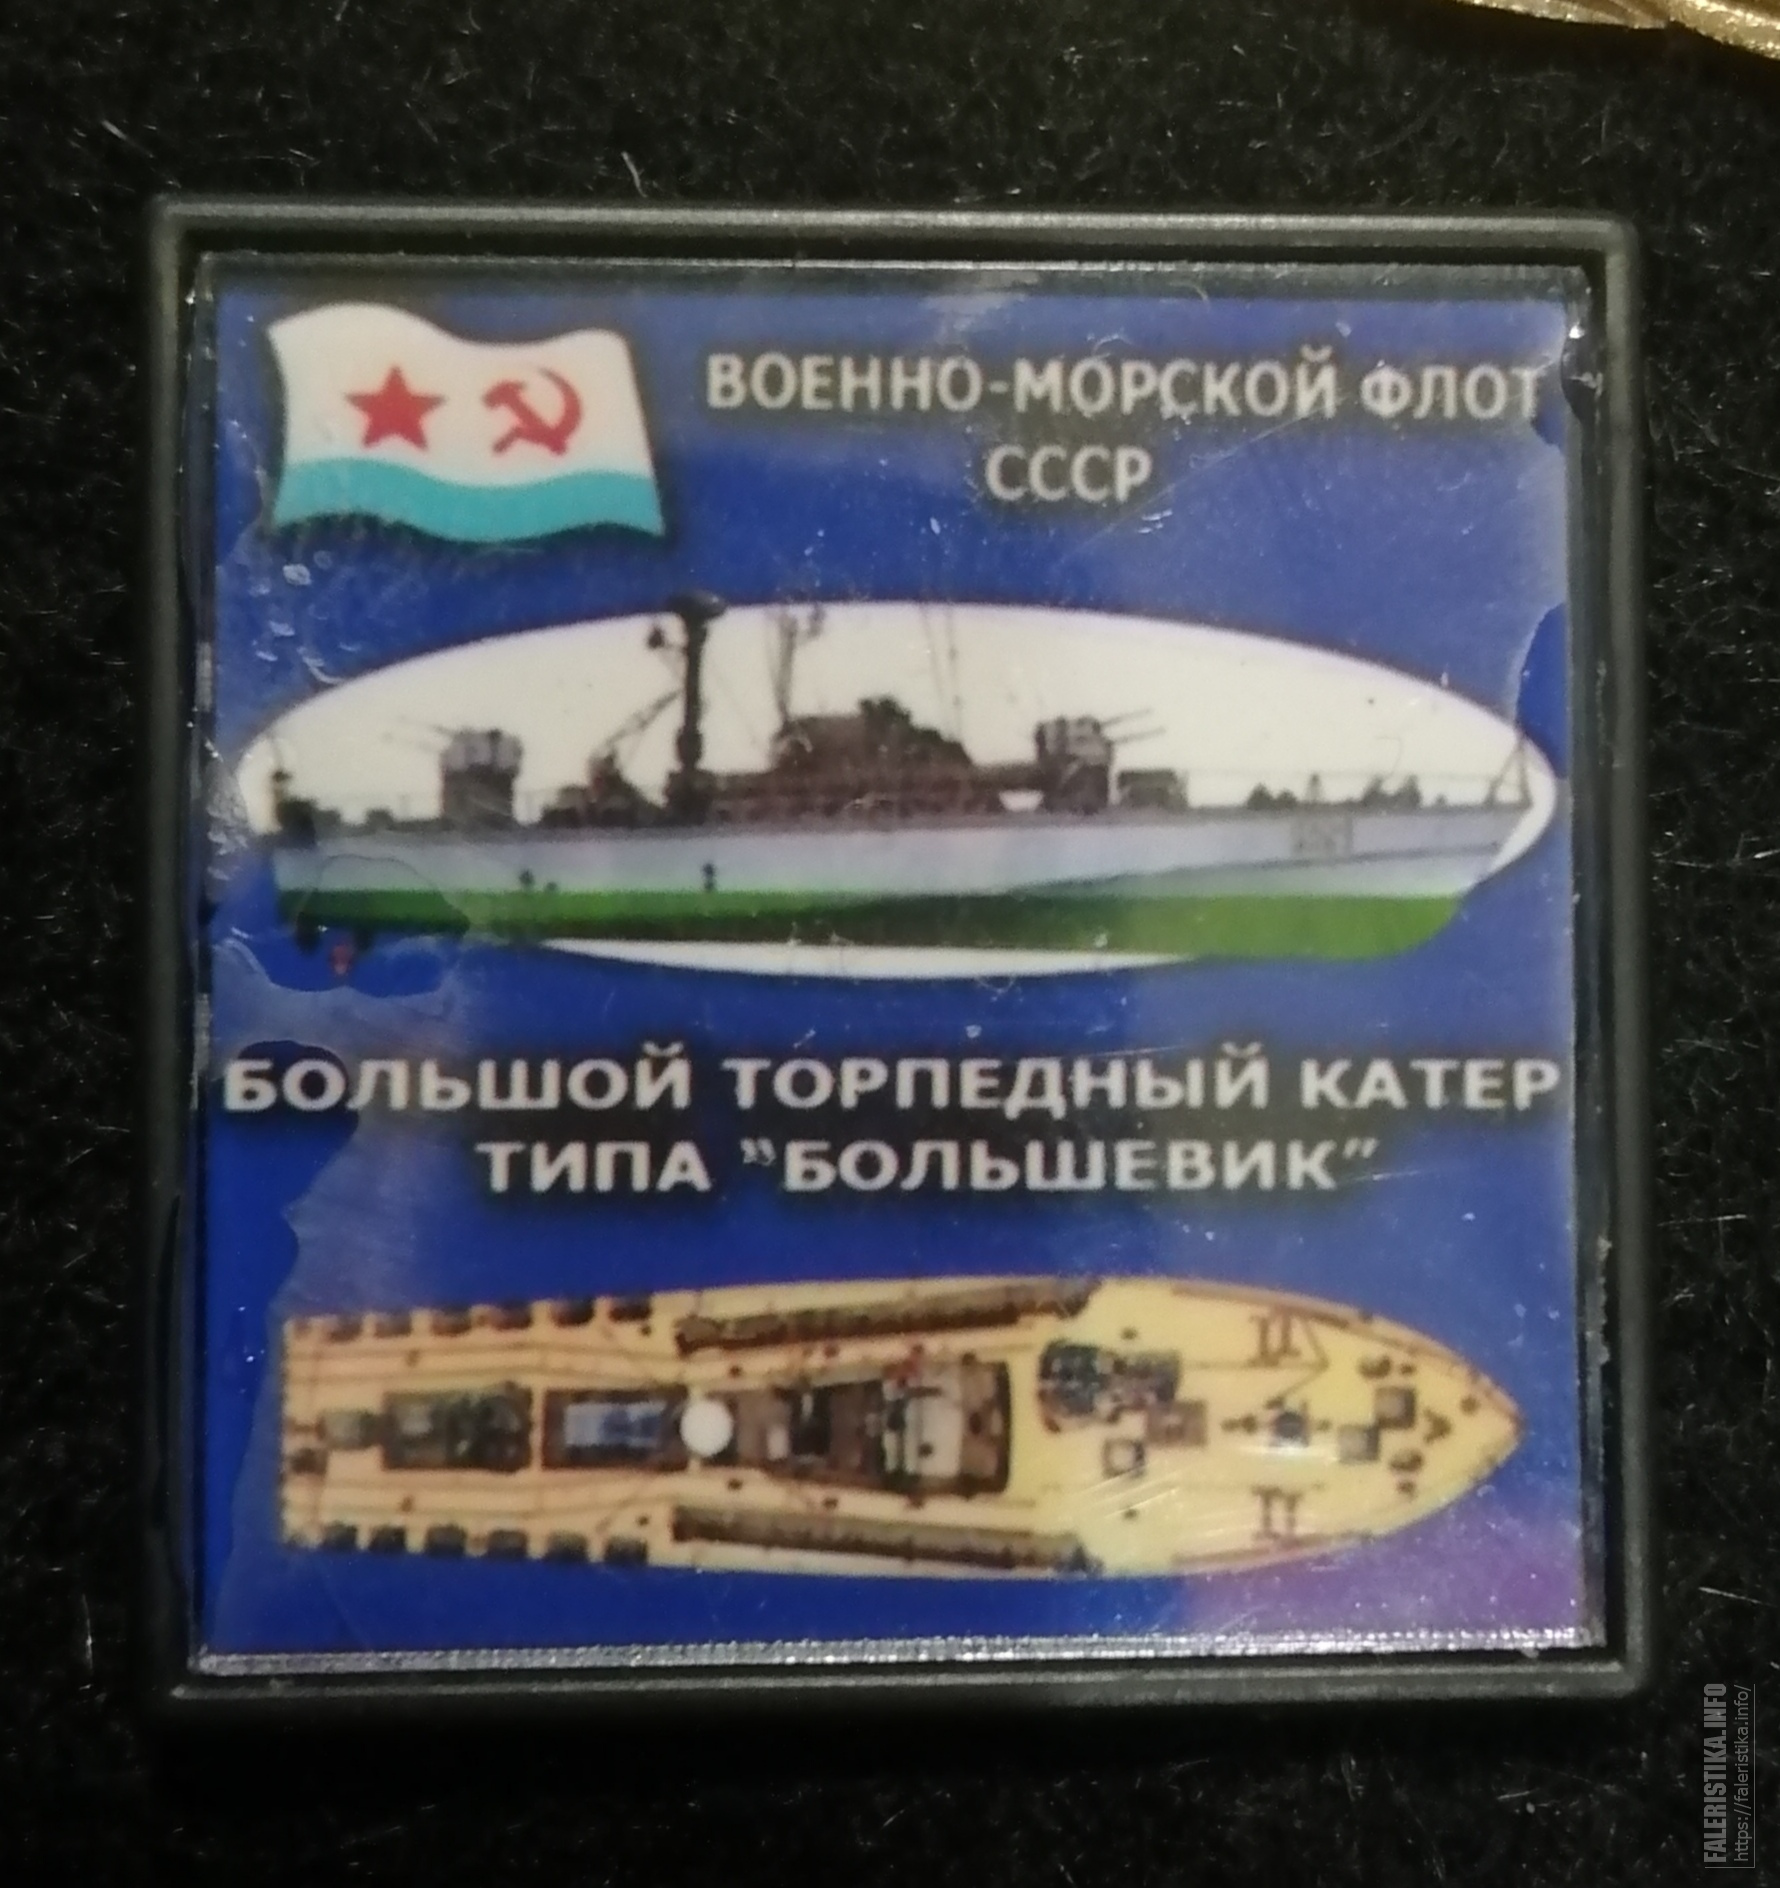 ВОЕННО-МОРСКОЙ ФЛОТ
СССР
БОЛЬШОЙ ТОРПЕДНЫЙ КАТЕР
ТИПА "БОЛЬШЕВИК"
FALERISTIKA.INFO
https://faleristika.info/